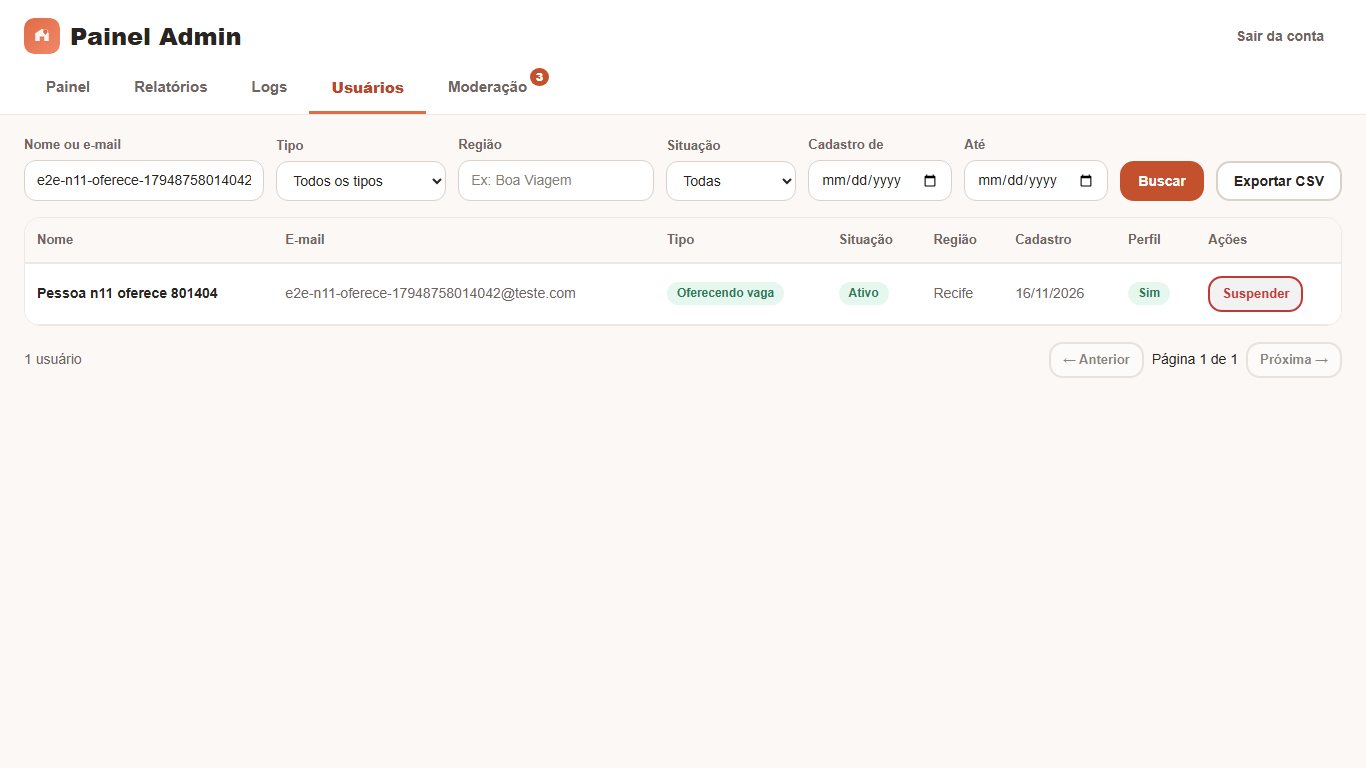 Painel Admin
Sair da conta
Painel Relatórios Logs Usuários Moderação 3
Nome ou e-mail Tipo Região Situação Cadastro de Até
e2e-n11-oferece-17948758014042 Todos os tipos Ex: Boa Viagem Todas mm/dd/yyyy mm/dd/yyyy Buscar Exportar CSV
Nome E-mail Tipo Situação Região Cadastro Perfil Ações
Pessoa n11 oferece 801404 e2e-n11-oferece-17948758014042@teste.com Oferecendo vaga Ativo Recife 16/11/2026 Sim Suspender
1 usuário ← Anterior Página 1 de 1 Próxima →